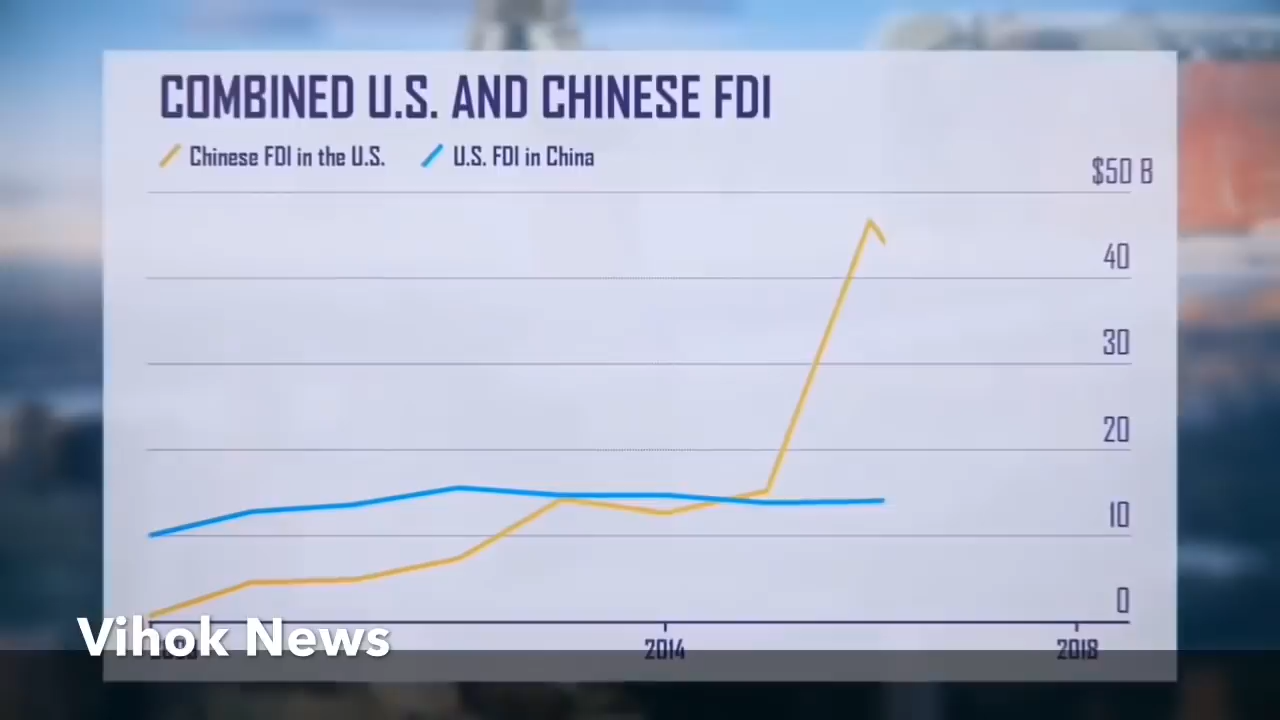 COMBINED U.S. AND CHINESE FDI
Chinese FDI in the U.S. U.S. FDI in China
$50 B
40
30
20
10
0
Vihok News
2014 2018